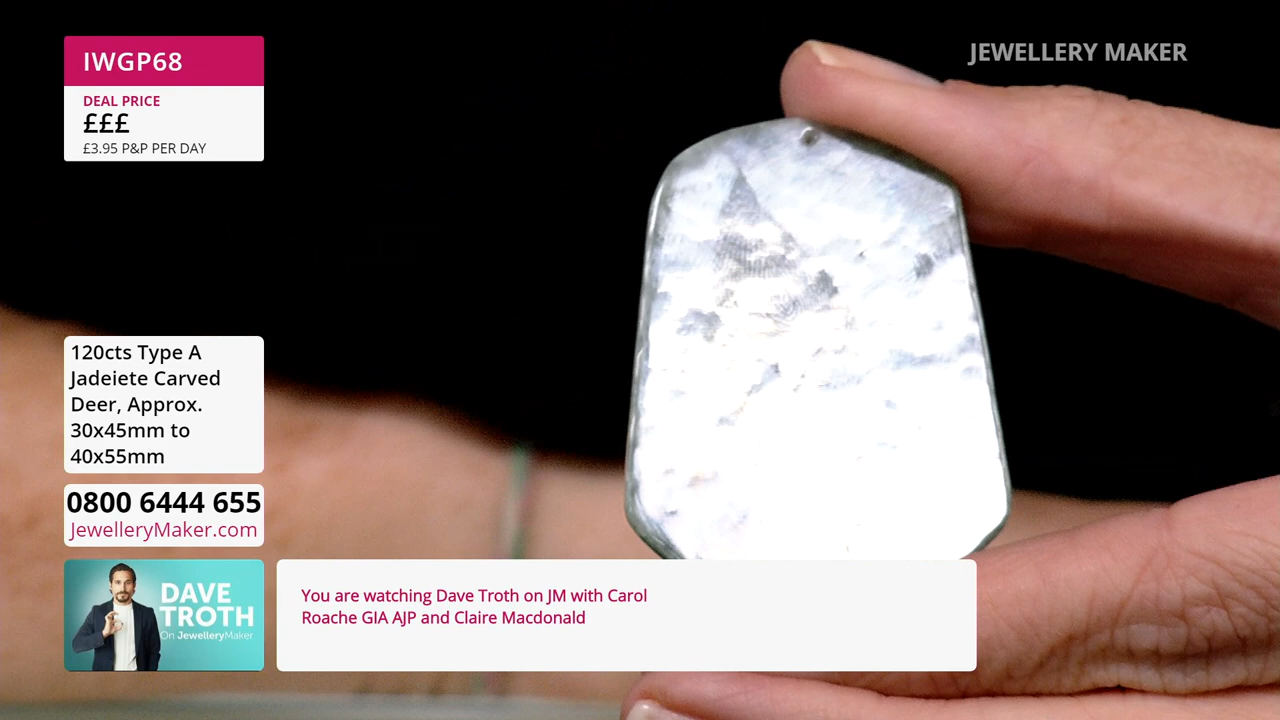 IWGP68
DEAL PRICE
£££
£3.95 P&P PER DAY
JEWELLERY MAKER
120cts Type A
Jadeiete Carved
Deer, Approx.
30x45mm to
40x55mm
0800 6444 655
JewelleryMaker.com
DAVE
TROTH
On JewelleryMaker
You are watching Dave Troth on JM with Carol
Roache GIA AJP and Claire Macdonald